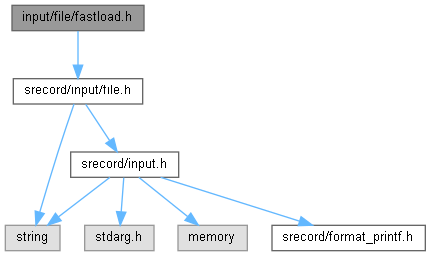 input/file/fastload.h
srecord/input/file.h
srecord/input.h
string
stdarg.h
memory
srecord/format_printf.h